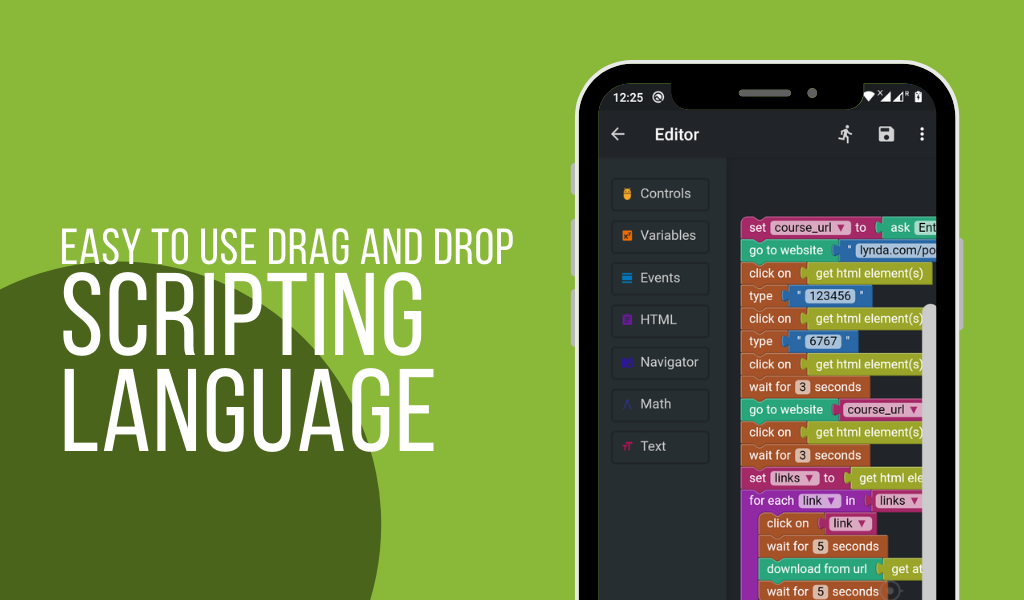 EASY TO USE DRAG AND DROP
SCRIPTING
LANGUAGE
12:25
R
Editor
Controls
Variables
Events
HTML
Navigator
Math
Text
set course_url ▼ to ask
go to website " lynda.com/po
click on get html element(s)
type " 123456 "
click on get html element(s)
type " 6767 "
click on get html element(s)
wait for 3 seconds
go to website course_url ▼
click on get html element(s)
wait for 3 seconds
set links ▼ to get html ele
for each link ▼ in links ▼
click on link ▼
wait for 5 seconds
download from url get at
wait for 5 seconds